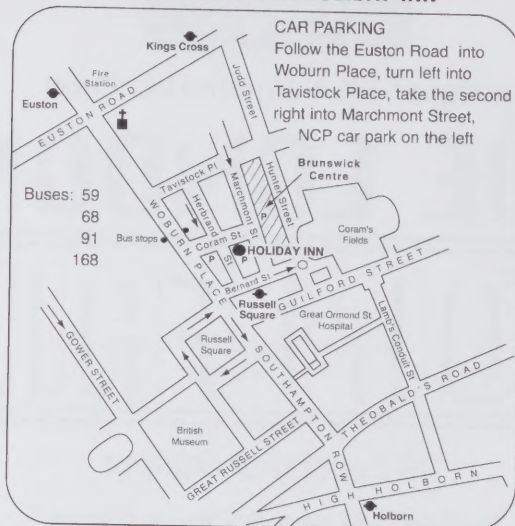 CAR PARKING
Follow the Euston Road into
Woburn Place, turn left into
Tavistock Place, take the second
right into Marchmont Street,
NCP car park on the left
Kings Cross
Fire
Station
Euston
EUSTON ROAD
Judd Street
Tavistock Pl
Herbrand
St
Marchmont St
Hunter Street
Brunswick
Centre
P
Buses: 59
68
91
168
Bus stops
WOBURN PLACE
Coram St
P
P
HOLIDAY INN
Coram's
Fields
Bernard St
Russell
Square
GUILFORD STREET
Great Ormond St
Hospital
Lamb's Conduit St
Russell
Square
GOWER STREET
SOUTHAMPTON ROW
THEOBALD'S ROAD
British
Museum
GREAT RUSSELL STREET
HIGH HOLBORN
Holborn